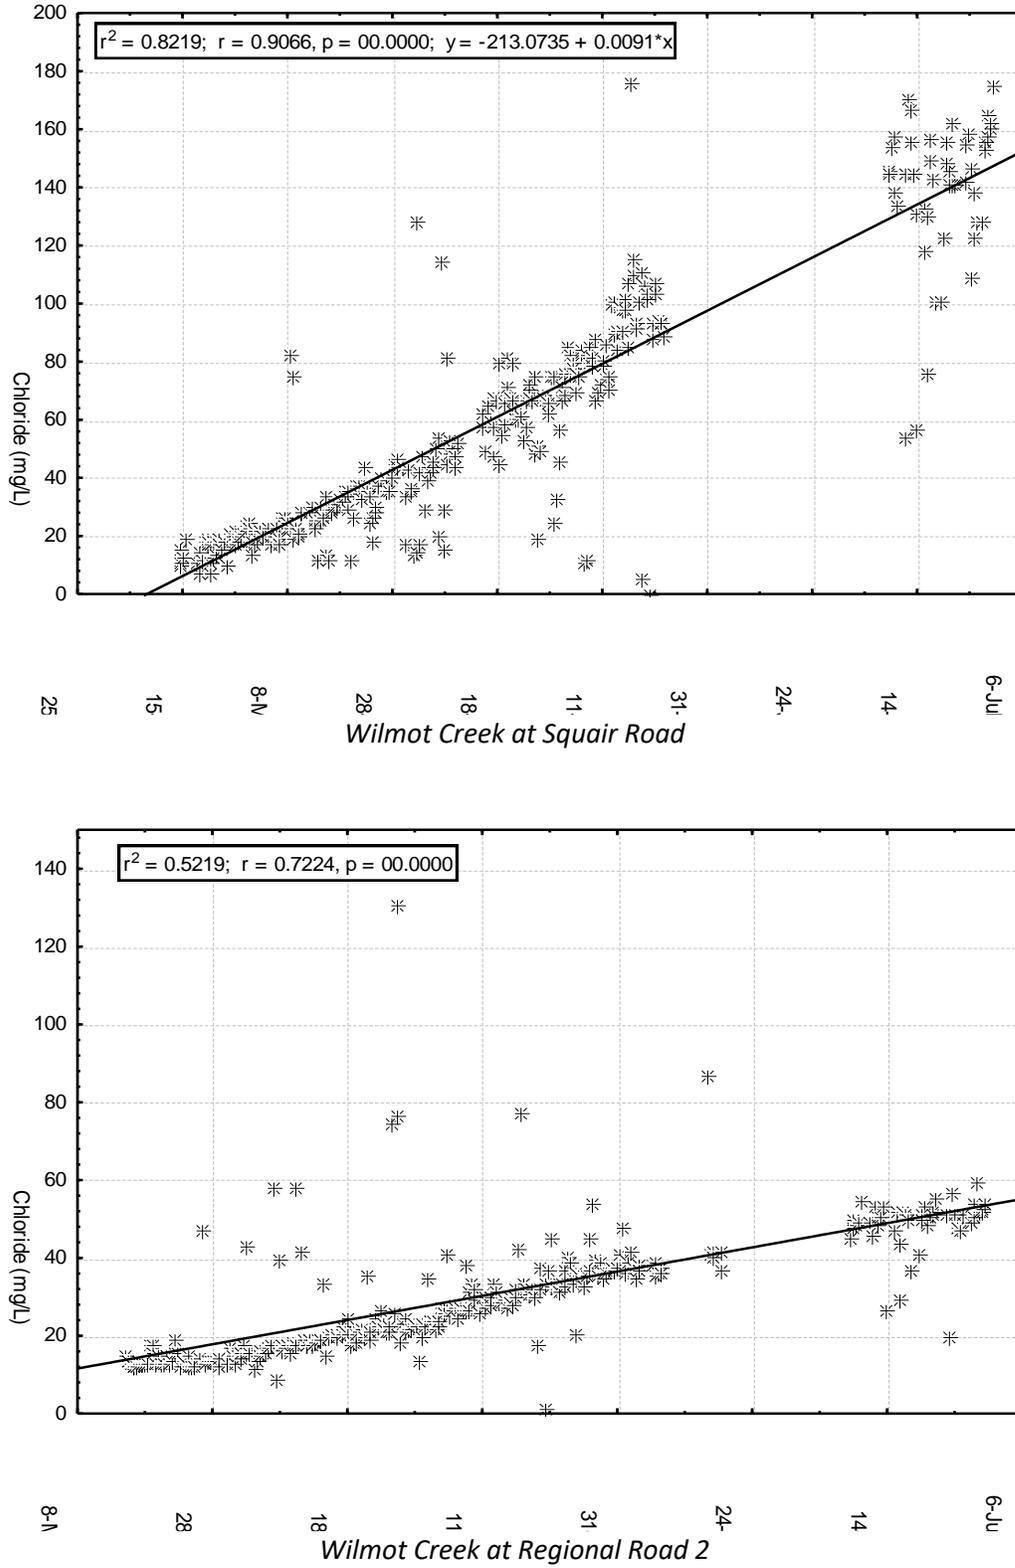 200
r² = 0.8219; r = 0.9066, p = 00.0000; y = -213.0735 + 0.0091*x
180
160
140
120
100
80
60
40
20
0
Chloride (mg/L)
25 15- 28- 18- 11- 31- 24- 14- 6-Jul
Wilmot Creek at Squair Road
r² = 0.5219; r = 0.7224, p = 00.0000
140
120
100
80
60
40
20
0
Chloride (mg/L)
28 18 11 31- 24- 14 6-Ju
Wilmot Creek at Regional Road 2